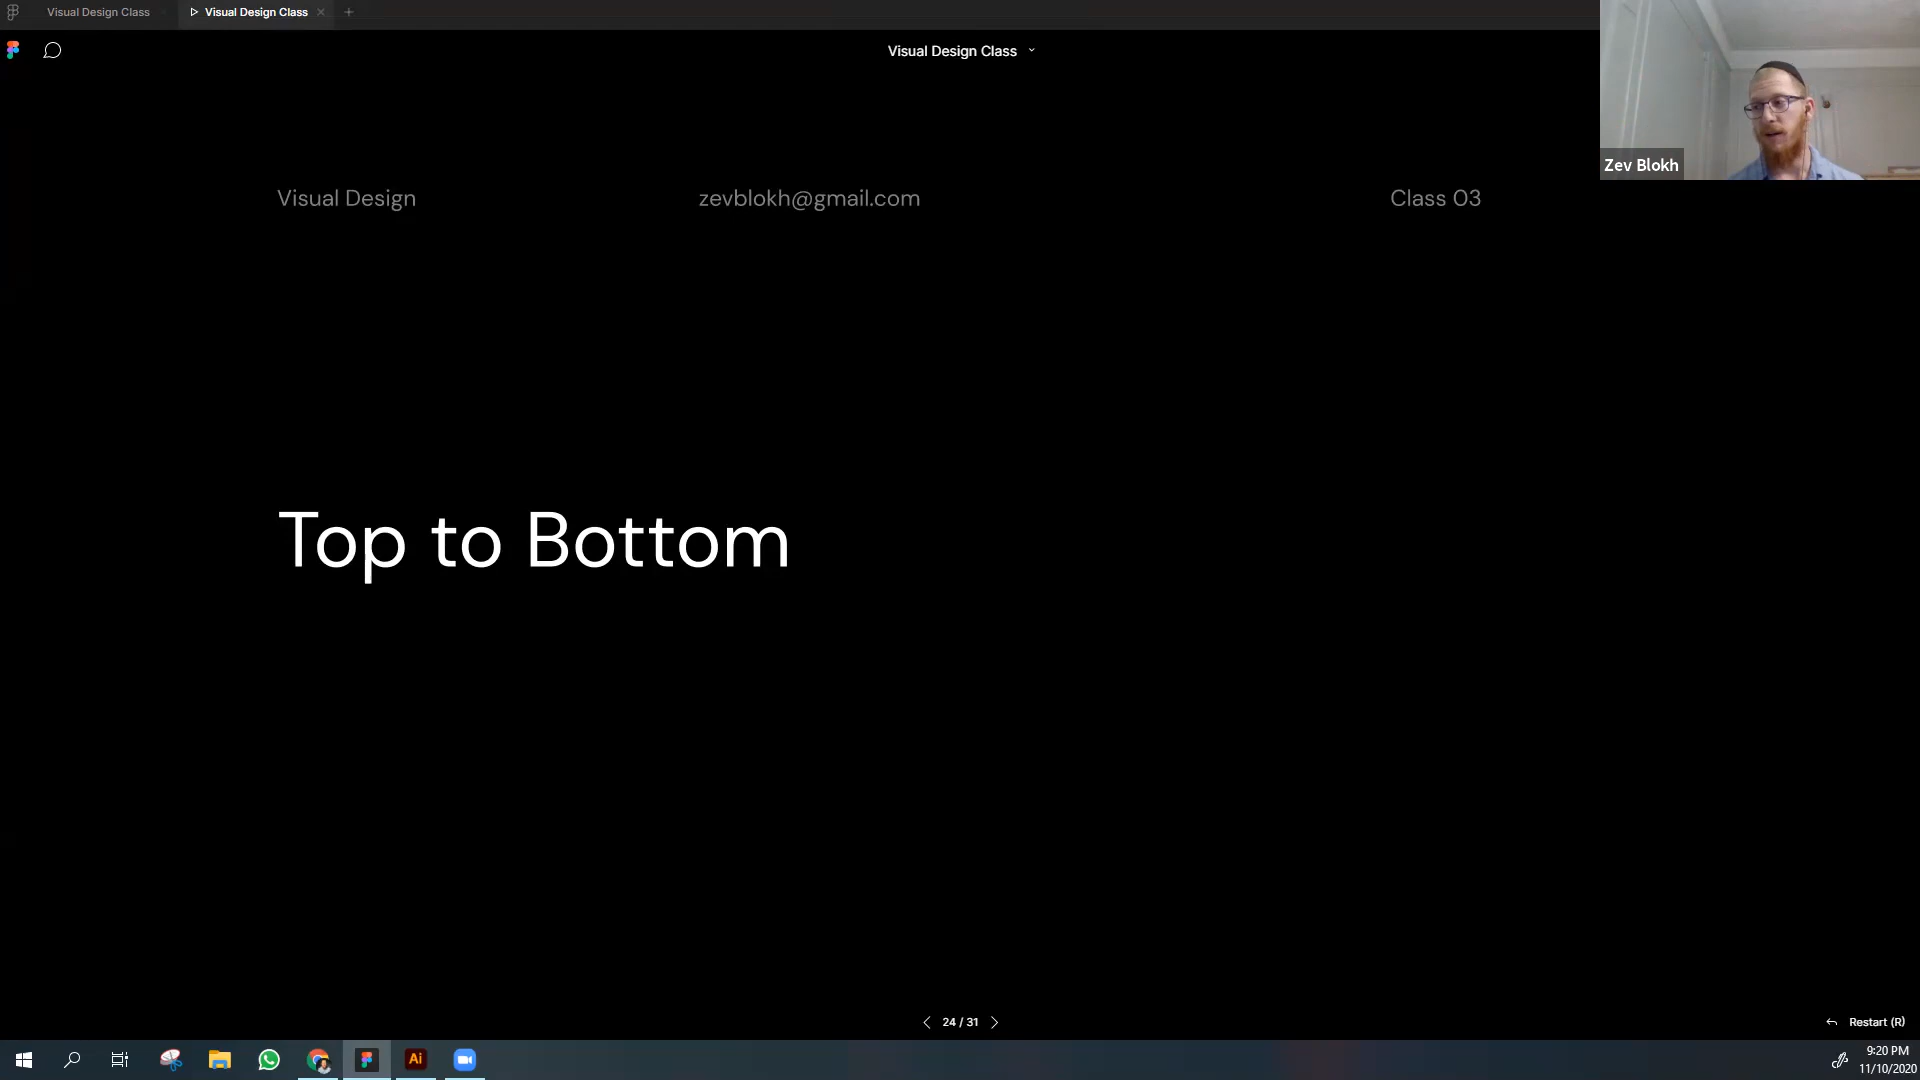 Visual Design Class
Visual Design Class
Visual Design Class
Zev Blokh
Visual Design
zevblokh@gmail.com
Class 03
Top to Bottom
24 / 31
Restart (R)
Ai
9:20 PM
11/10/2020